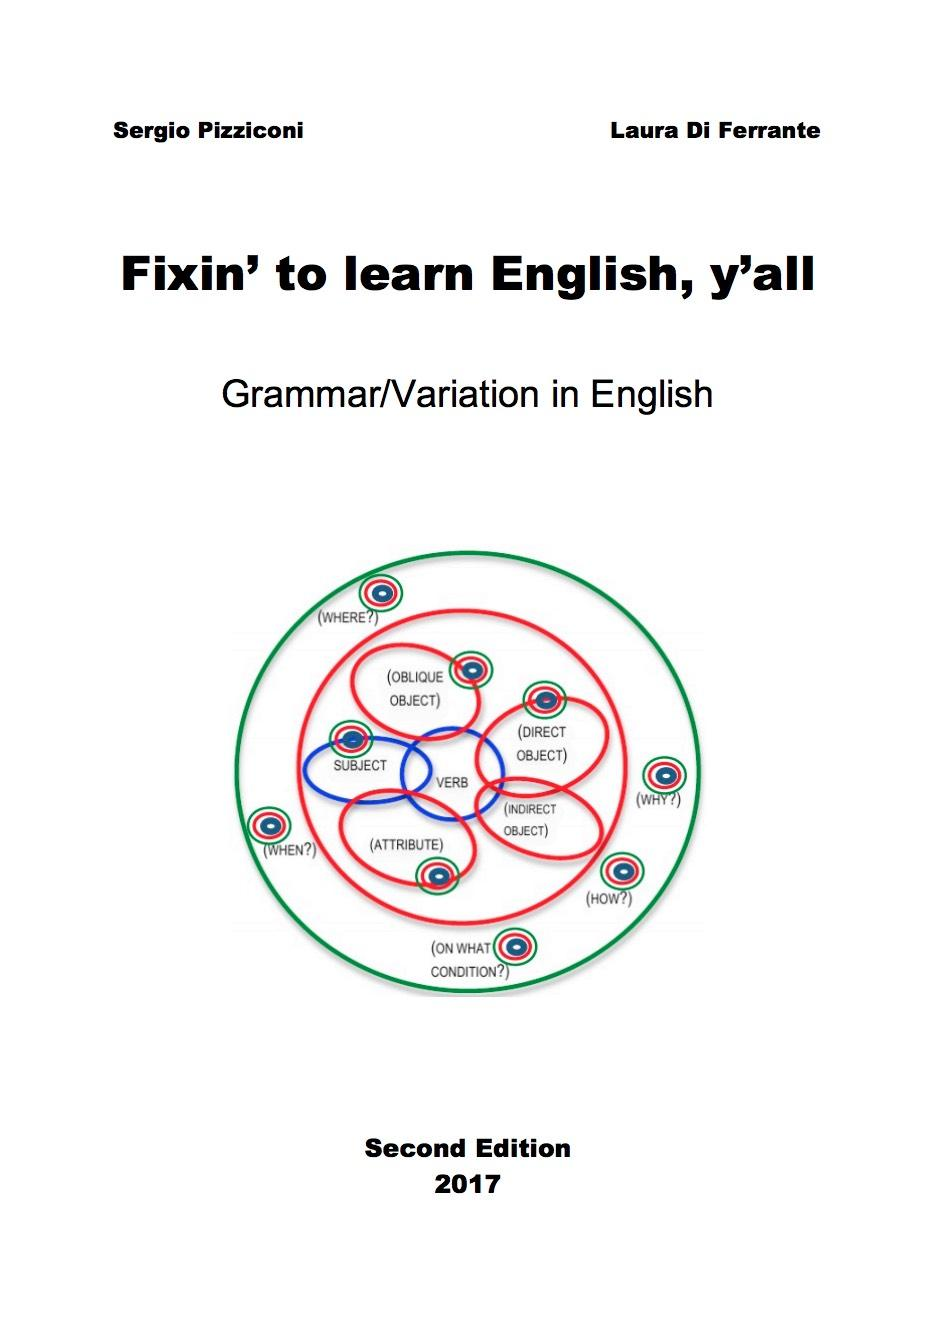 Sergio Pizziconi Laura Di Ferrante
Fixin’ to learn English, y’all
Grammar/Variation in English
(WHERE?)
(OBLIQUE
OBJECT)
(DIRECT
OBJECT)
SUBJECT
VERB
(WHY?)
(INDIRECT
OBJECT)
(ATTRIBUTE)
(WHEN?)
(HOW?)
(ON WHAT
CONDITION?)
Second Edition
2017